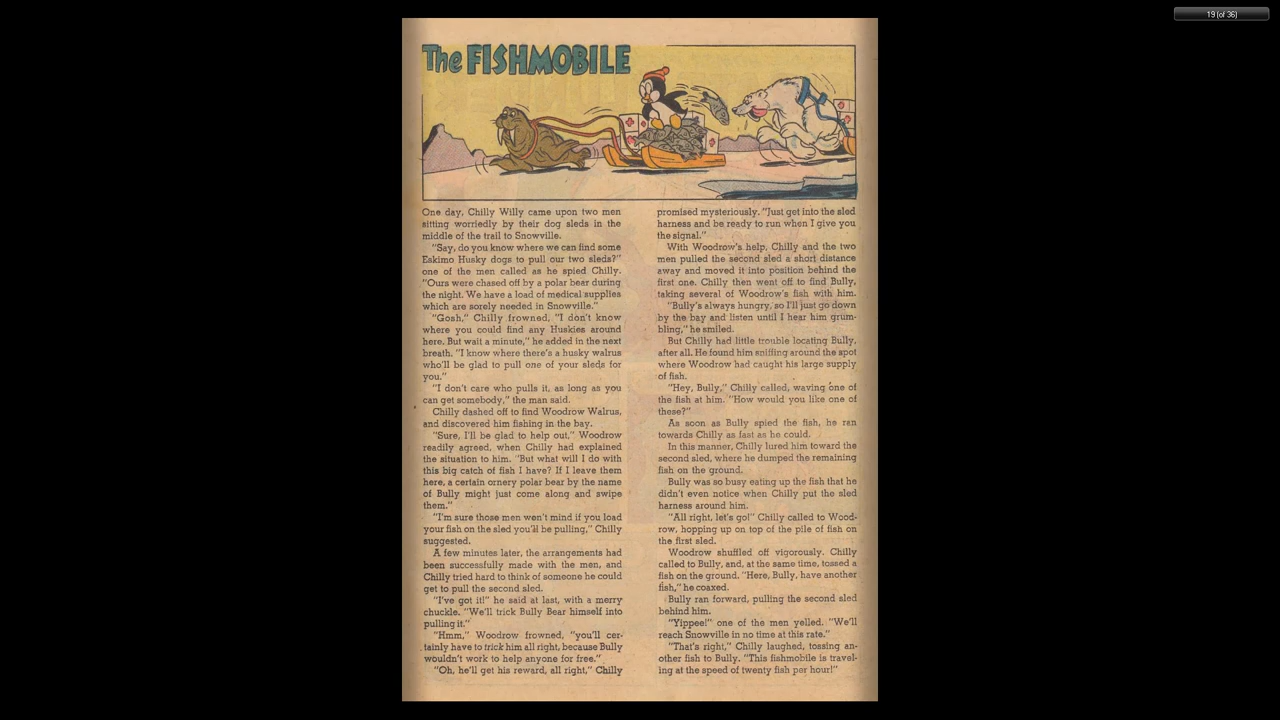 19 (of 36)
The FISHMOBILE
One day, Chilly Willy came upon two men
sitting worriedly by their dog sleds in the
middle of the trail to Snowville.
"Say, do you know where we can find some
Eskimo Husky dogs to pull our two sleds?"
one of the men called as he spied Chilly.
"Ours were chased off by a polar bear during
the night. We have a load of medical supplies
which are sorely needed in Snowville."
"Gosh," Chilly frowned, "I don't know
where you could find any Huskies around
here. But wait a minute," he added in the next
breath. "I know where there's a husky walrus
who'll be glad to pull one of your sleds for
you."
"I don't care who pulls it, as long as you
can get somebody," the man said.
Chilly dashed off to find Woodrow Walrus,
and discovered him fishing in the bay.
"Sure, I'll be glad to help out," Woodrow
readily agreed, when Chilly had explained
the situation to him. "But what will I do with
this big catch of fish I have? If I leave them
here, a certain ornery polar bear by the name
of Bully might just come along and swipe
them."
"I'm sure those men won't mind if you load
your fish on the sled you'll be pulling," Chilly
suggested.
A few minutes later, the arrangements had
been successfully made with the men, and
Chilly tried hard to think of someone he could
get to pull the second sled.
"I've got it!" he said at last, with a merry
chuckle. "We'll trick Bully Bear himself into
pulling it."
"Hmm," Woodrow frowned, "you'll cer-
tainly have to trick him all right, because Bully
wouldn't work to help anyone for free."
"Oh, he'll get his reward, all right," Chilly
promised mysteriously. "Just get into the sled
harness and be ready to run when I give you
the signal."
With Woodrow's help, Chilly and the two
men pulled the second sled a short distance
away and moved it into position behind the
first one. Chilly then went off to find Bully,
taking several of Woodrow's fish with him.
"Bully's always hungry, so I'll just go down
by the bay and listen until I hear him grum-
bling," he smiled.
But Chilly had little trouble locating Bully,
after all. He found him sniffing around the spot
where Woodrow had caught his large supply
of fish.
"Hey, Bully," Chilly called, waving one of
the fish at him. "How would you like one of
these?"
As soon as Bully spied the fish, he ran
towards Chilly as fast as he could.
In this manner, Chilly lured him toward the
second sled, where he dumped the remaining
fish on the ground.
Bully was so busy eating up the fish that he
didn't even notice when Chilly put the sled
harness around him.
"All right, let's go!" Chilly called to Wood-
row, hopping up on top of the pile of fish on
the first sled.
Woodrow shuffled off vigorously. Chilly
called to Bully, and, at the same time, tossed a
fish on the ground. "Here, Bully, have another
fish," he coaxed.
Bully ran forward, pulling the second sled
behind him.
"Yippee!" one of the men yelled. "We'll
reach Snowville in no time at this rate."
"That's right," Chilly laughed, tossing an-
other fish to Bully. "This fishmobile is travel-
ing at the speed of twenty fish per hour!"